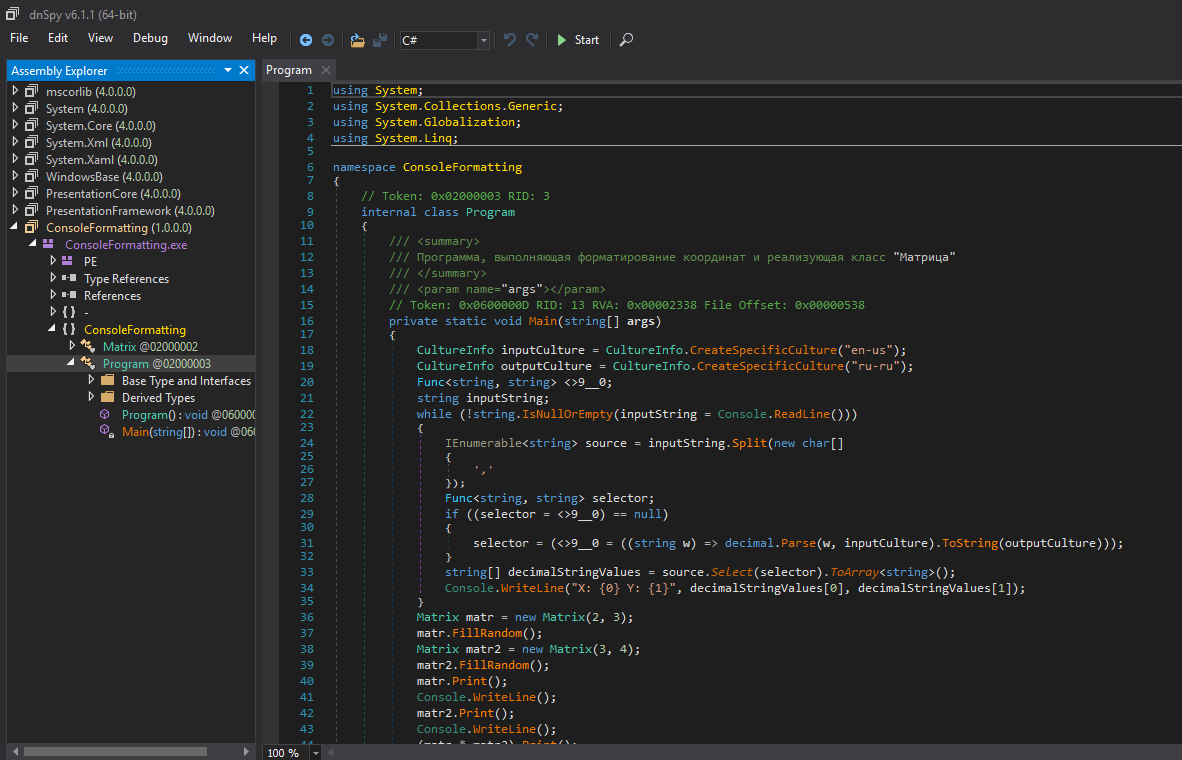 dnSpy v6.1.1 (64-bit)
File Edit View Debug Window Help C# Start
Assembly Explorer
mscorlib (4.0.0.0)
System (4.0.0.0)
System.Core (4.0.0.0)
System.Xml (4.0.0.0)
System.Xaml (4.0.0.0)
WindowsBase (4.0.0.0)
PresentationCore (4.0.0.0)
PresentationFramework (4.0.0.0)
ConsoleFormatting (1.0.0.0)
ConsoleFormatting.exe
PE
Type References
References
{ } -
{ } ConsoleFormatting
Matrix @02000002
Program @02000003
Base Type and Interfaces
Derived Types
Program() : void @060000
Main(string[]) : void @060
Program
1 using System;
2 using System.Collections.Generic;
3 using System.Globalization;
4 using System.Linq;
5
6 namespace ConsoleFormatting
7 {
8 // Token: 0x02000003 RID: 3
9 internal class Program
10 {
11 /// <summary>
12 /// Программа, выполняющая форматирование координат и реализующая класс "Матрица"
13 /// </summary>
14 /// <param name="args"></param>
15 // Token: 0x0600000D RID: 13 RVA: 0x00002338 File Offset: 0x00000538
16 private static void Main(string[] args)
17 {
18 CultureInfo inputCulture = CultureInfo.CreateSpecificCulture("en-us");
19 CultureInfo outputCulture = CultureInfo.CreateSpecificCulture("ru-ru");
20 Func<string, string> <>9__0;
21 string inputString;
22 while (!string.IsNullOrEmpty(inputString = Console.ReadLine()))
23 {
24 IEnumerable<string> source = inputString.Split(new char[]
25 {
26 ','
27 });
28 Func<string, string> selector;
29 if ((selector = <>9__0) == null)
30 {
31 selector = (<>9__0 = ((string w) => decimal.Parse(w, inputCulture).ToString(outputCulture)));
32 }
33 string[] decimalStringValues = source.Select(selector).ToArray<string>();
34 Console.WriteLine("X: {0} Y: {1}", decimalStringValues[0], decimalStringValues[1]);
35 }
36 Matrix matr = new Matrix(2, 3);
37 matr.FillRandom();
38 Matrix matr2 = new Matrix(3, 4);
39 matr2.FillRandom();
40 matr.Print();
41 Console.WriteLine();
42 matr2.Print();
43 Console.WriteLine();
44 (matr * matr2).Print();
100 %